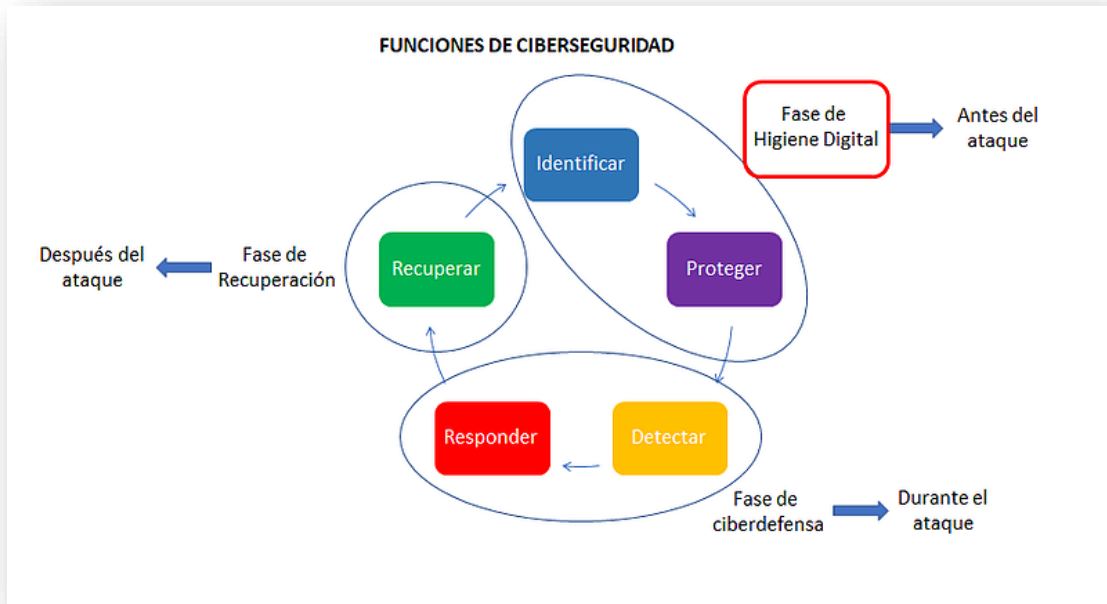 FUNCIONES DE CIBERSEGURIDAD
Fase de
Higiene Digital
Antes del
ataque
Identificar
Proteger
Recuperar
Fase de
Recuperación
Después del
ataque
Responder
Detectar
Fase de
ciberdefensa
Durante el
ataque